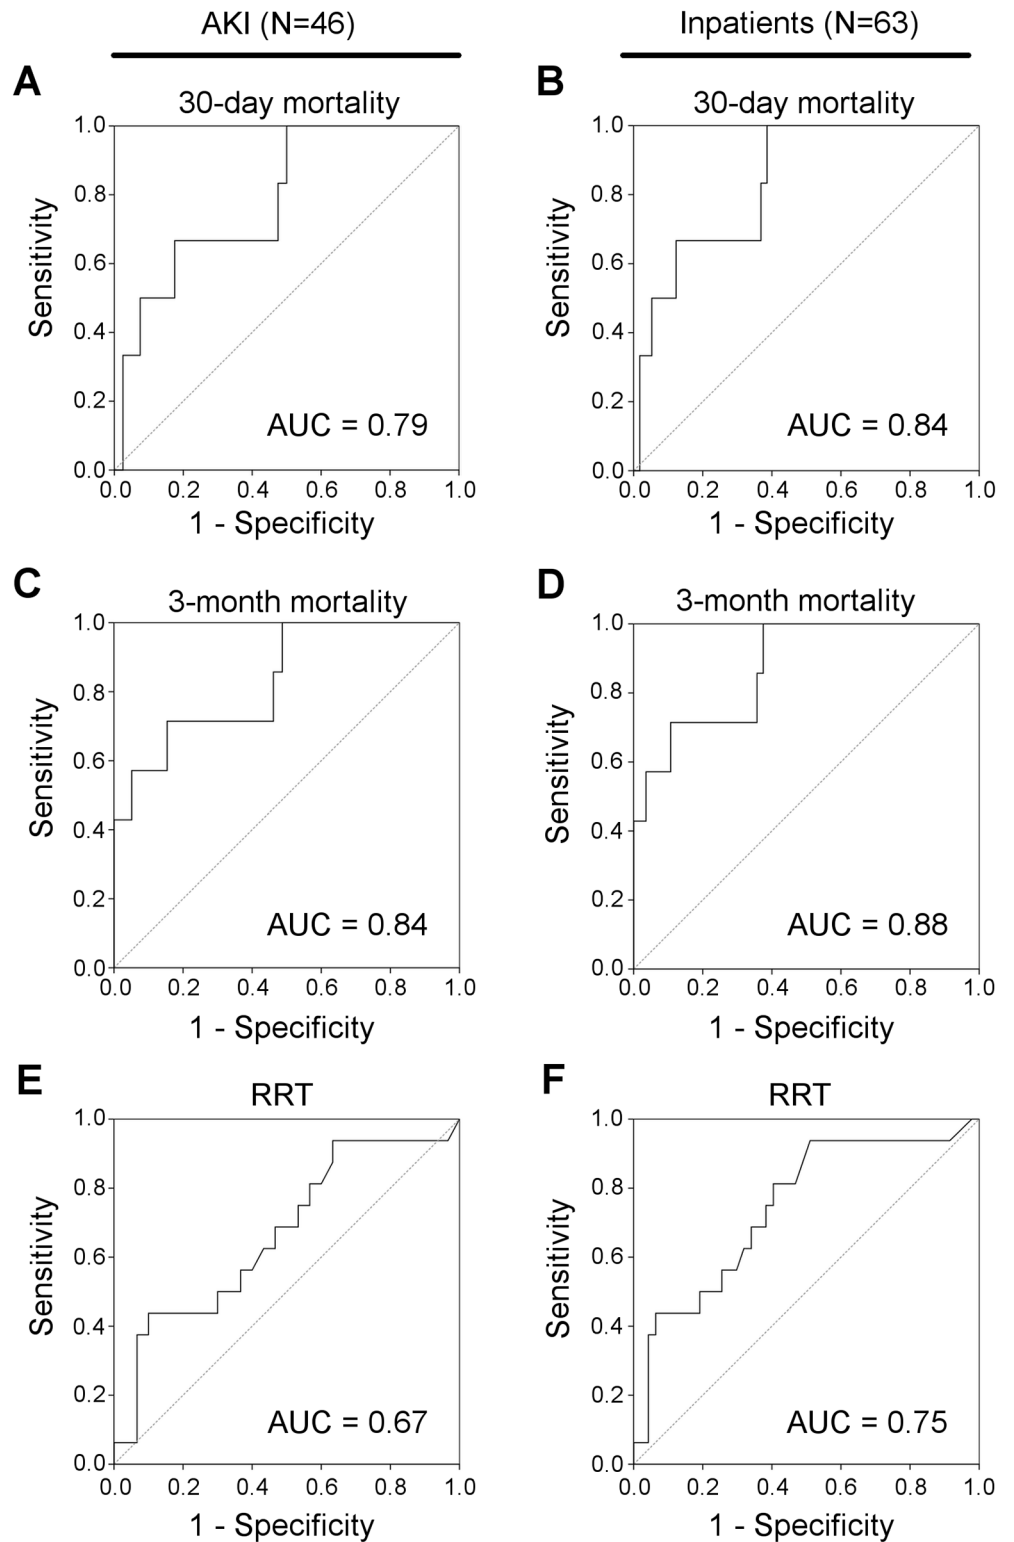 AKI (N=46)
Inpatients (N=63)
A
30-day mortality
Sensitivity
1.0
0.8
0.6
0.4
0.2
0.0
AUC = 0.79
0.0 0.2 0.4 0.6 0.8 1.0
1 - Specificity
B
30-day mortality
Sensitivity
1.0
0.8
0.6
0.4
0.2
0.0
AUC = 0.84
0.0 0.2 0.4 0.6 0.8 1.0
1 - Specificity
C
3-month mortality
Sensitivity
1.0
0.8
0.6
0.4
0.2
0.0
AUC = 0.84
0.0 0.2 0.4 0.6 0.8 1.0
1 - Specificity
D
3-month mortality
Sensitivity
1.0
0.8
0.6
0.4
0.2
0.0
AUC = 0.88
0.0 0.2 0.4 0.6 0.8 1.0
1 - Specificity
E
RRT
Sensitivity
1.0
0.8
0.6
0.4
0.2
0.0
AUC = 0.67
0.0 0.2 0.4 0.6 0.8 1.0
1 - Specificity
F
RRT
Sensitivity
1.0
0.8
0.6
0.4
0.2
0.0
AUC = 0.75
0.0 0.2 0.4 0.6 0.8 1.0
1 - Specificity